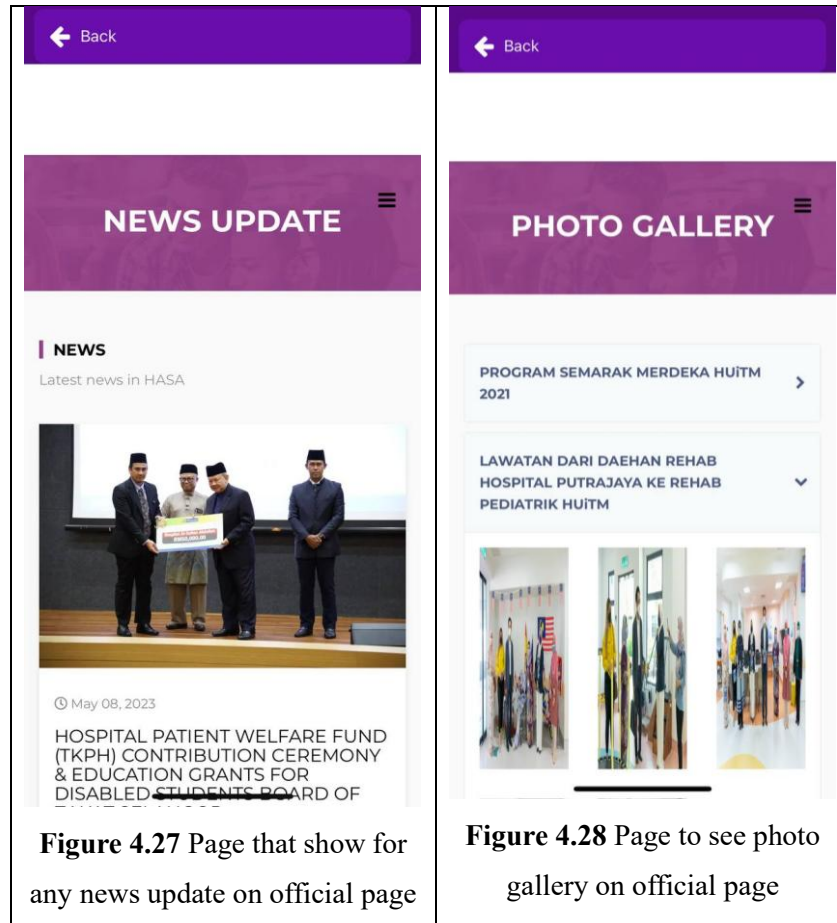 Back
NEWS UPDATE
NEWS
Latest news in HASA
May 08, 2023
HOSPITAL PATIENT WELFARE FUND
(TKPH) CONTRIBUTION CEREMONY
& EDUCATION GRANTS FOR
DISABLED STUDENTS BOARD OF
Figure 4.27 Page that show for
any news update on official page
Back
PHOTO GALLERY
PROGRAM SEMARAK MERDEKA HUiTM
2021
LAWATAN DARI DAEHAN REHAB
HOSPITAL PUTRAJAYA KE REHAB
PEDIATRIK HUiTM
Figure 4.28 Page to see photo
gallery on official page